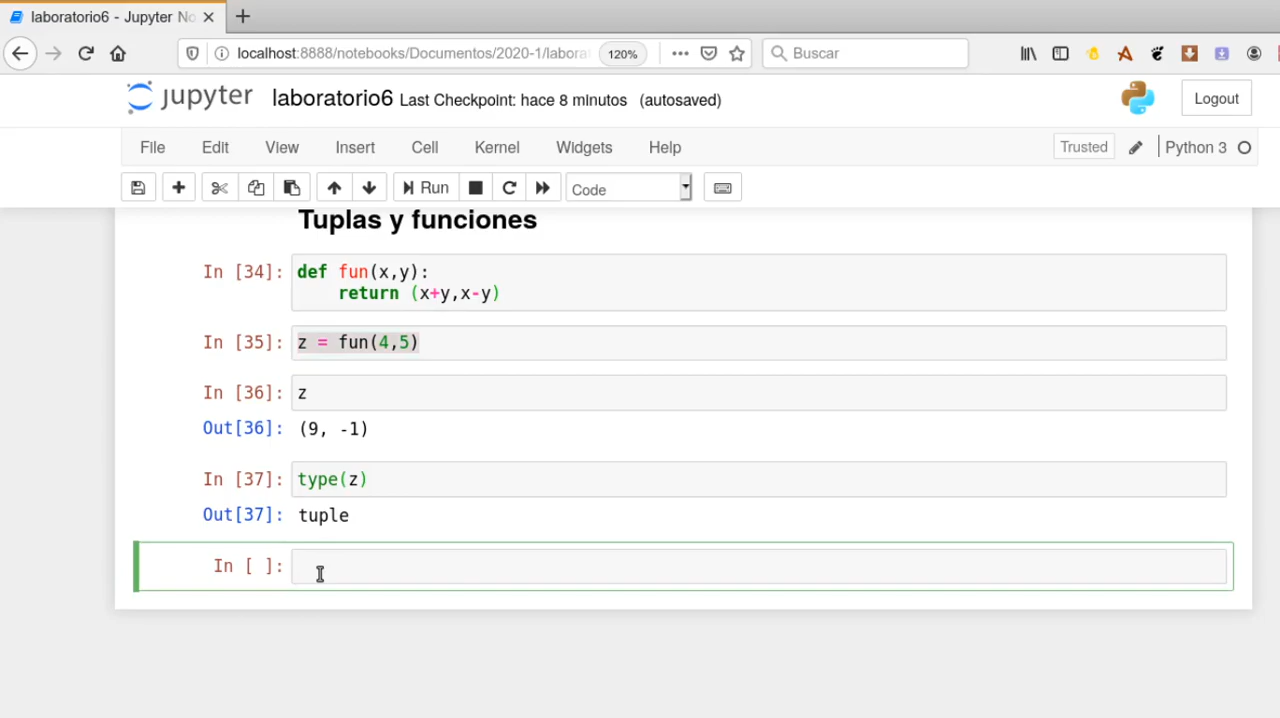 laboratorio6 - Jupyter No
localhost:8888/notebooks/Documentos/2020-1/labora
120%
Buscar
jupyter laboratorio6 Last Checkpoint: hace 8 minutos (autosaved)
Logout
File Edit View Insert Cell Kernel Widgets Help
Trusted
Python 3
Run
Code
Tuplas y funciones
In [34]: def fun(x,y):
return (x+y,x-y)
In [35]: z = fun(4,5)
In [36]: z
Out[36]: (9, -1)
In [37]: type(z)
Out[37]: tuple
In [ ]: